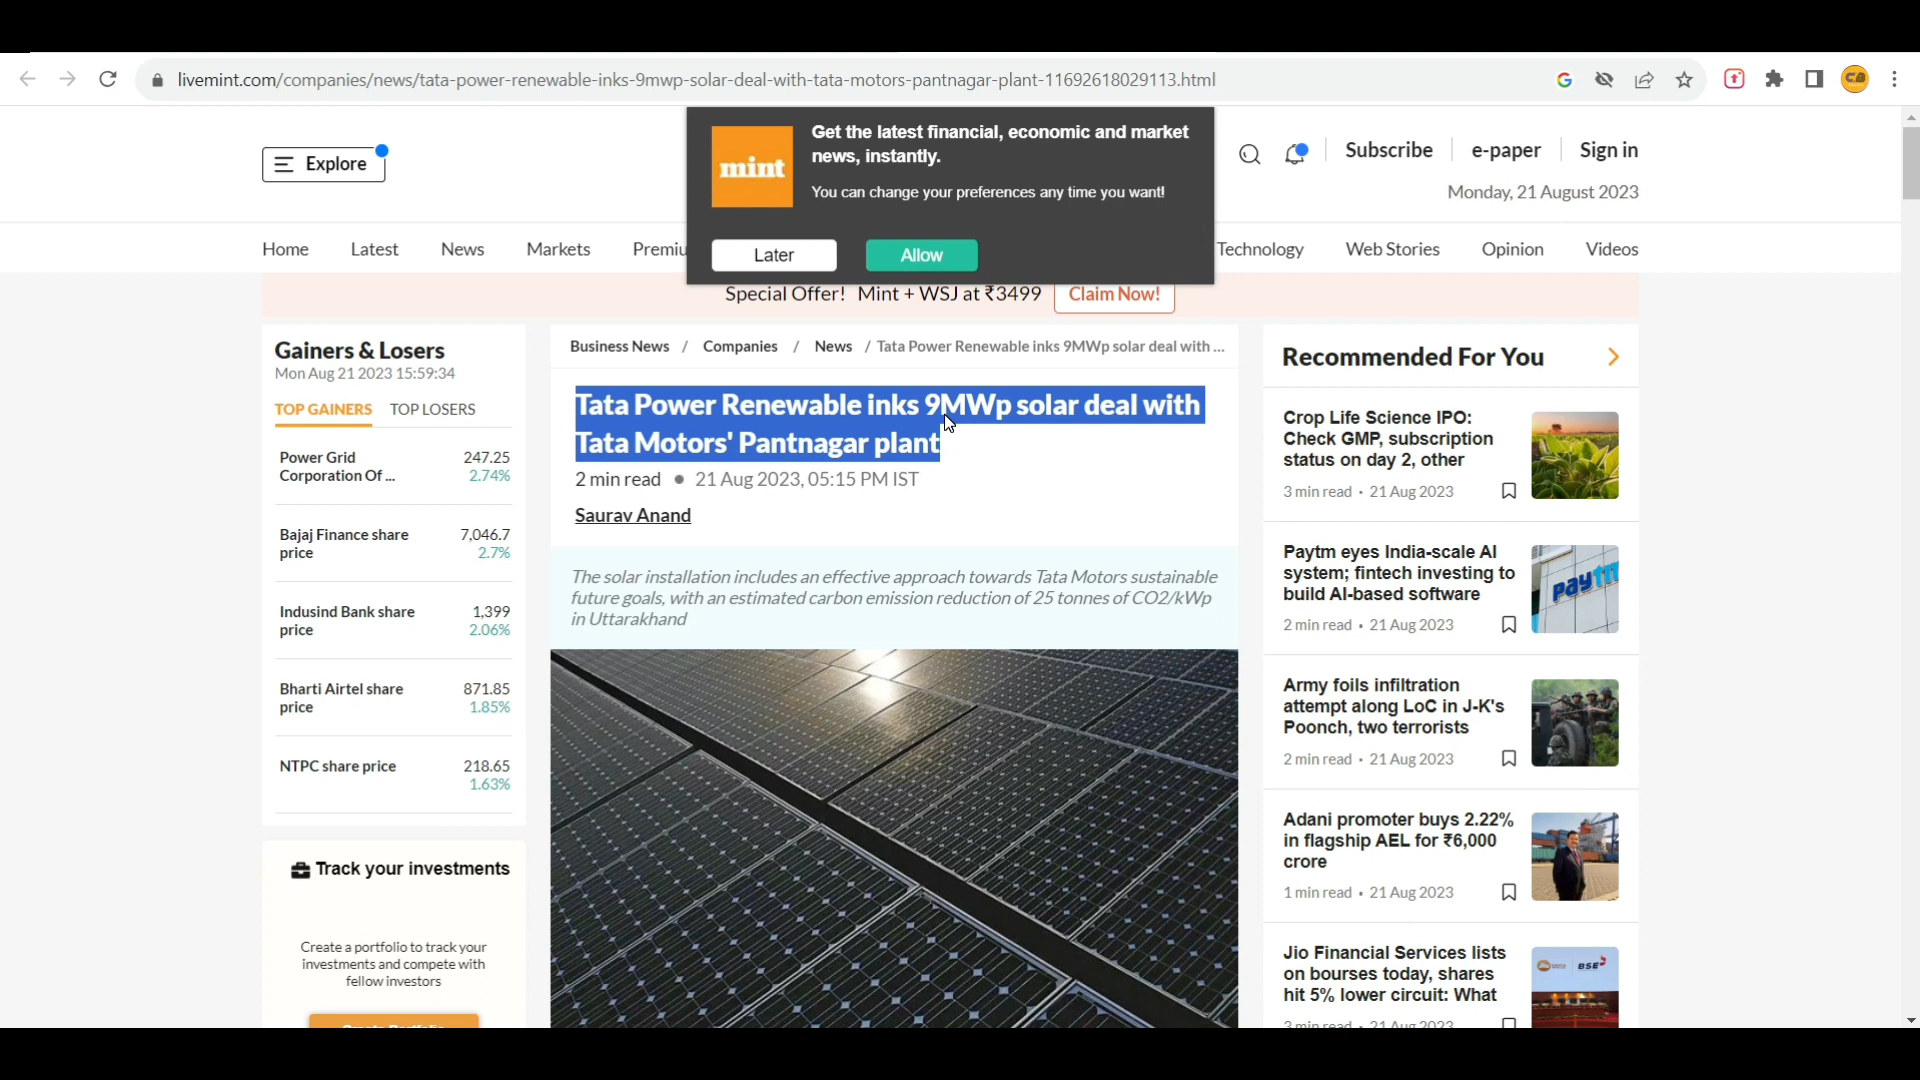 livemint.com/companies/news/tata-power-renewable-inks-9mwp-solar-deal-with-tata-motors-pantnagar-plant-11692618029113.html
CB
Explore
mint
Get the latest financial, economic and market
news, instantly.
You can change your preferences any time you want!
Later
Allow
Subscribe
e-paper
Sign in
Monday, 21 August 2023
Home
Latest
News
Markets
Premiu
Technology
Web Stories
Opinion
Videos
Special Offer! Mint + WSJ at ₹3499
Claim Now!
Gainers & Losers
Mon Aug 21 2023 15:59:34
TOP GAINERS
TOP LOSERS
Power Grid 247.25
Corporation Of ... 2.74%
Bajaj Finance share 7,046.7
price 2.7%
Indusind Bank share 1,399
price 2.06%
Bharti Airtel share 871.85
price 1.85%
NTPC share price 218.65
1.63%
Track your investments
Create a portfolio to track your
investments and compete with
fellow investors
Business News / Companies / News / Tata Power Renewable inks 9MWp solar deal with ...
Tata Power Renewable inks 9MWp solar deal with
Tata Motors' Pantnagar plant
2 min read • 21 Aug 2023, 05:15 PM IST
Saurav Anand
The solar installation includes an effective approach towards Tata Motors sustainable
future goals, with an estimated carbon emission reduction of 25 tonnes of CO2/kWp
in Uttarakhand
Recommended For You
Crop Life Science IPO:
Check GMP, subscription
status on day 2, other
3 min read • 21 Aug 2023
Paytm eyes India-scale AI
system; fintech investing to
build AI-based software
2 min read • 21 Aug 2023
Paytm
Army foils infiltration
attempt along LoC in J-K's
Poonch, two terrorists
2 min read • 21 Aug 2023
Adani promoter buys 2.22%
in flagship AEL for ₹6,000
crore
1 min read • 21 Aug 2023
Jio Financial Services lists
on bourses today, shares
hit 5% lower circuit: What
3 min read • 21 Aug 2023
BSE